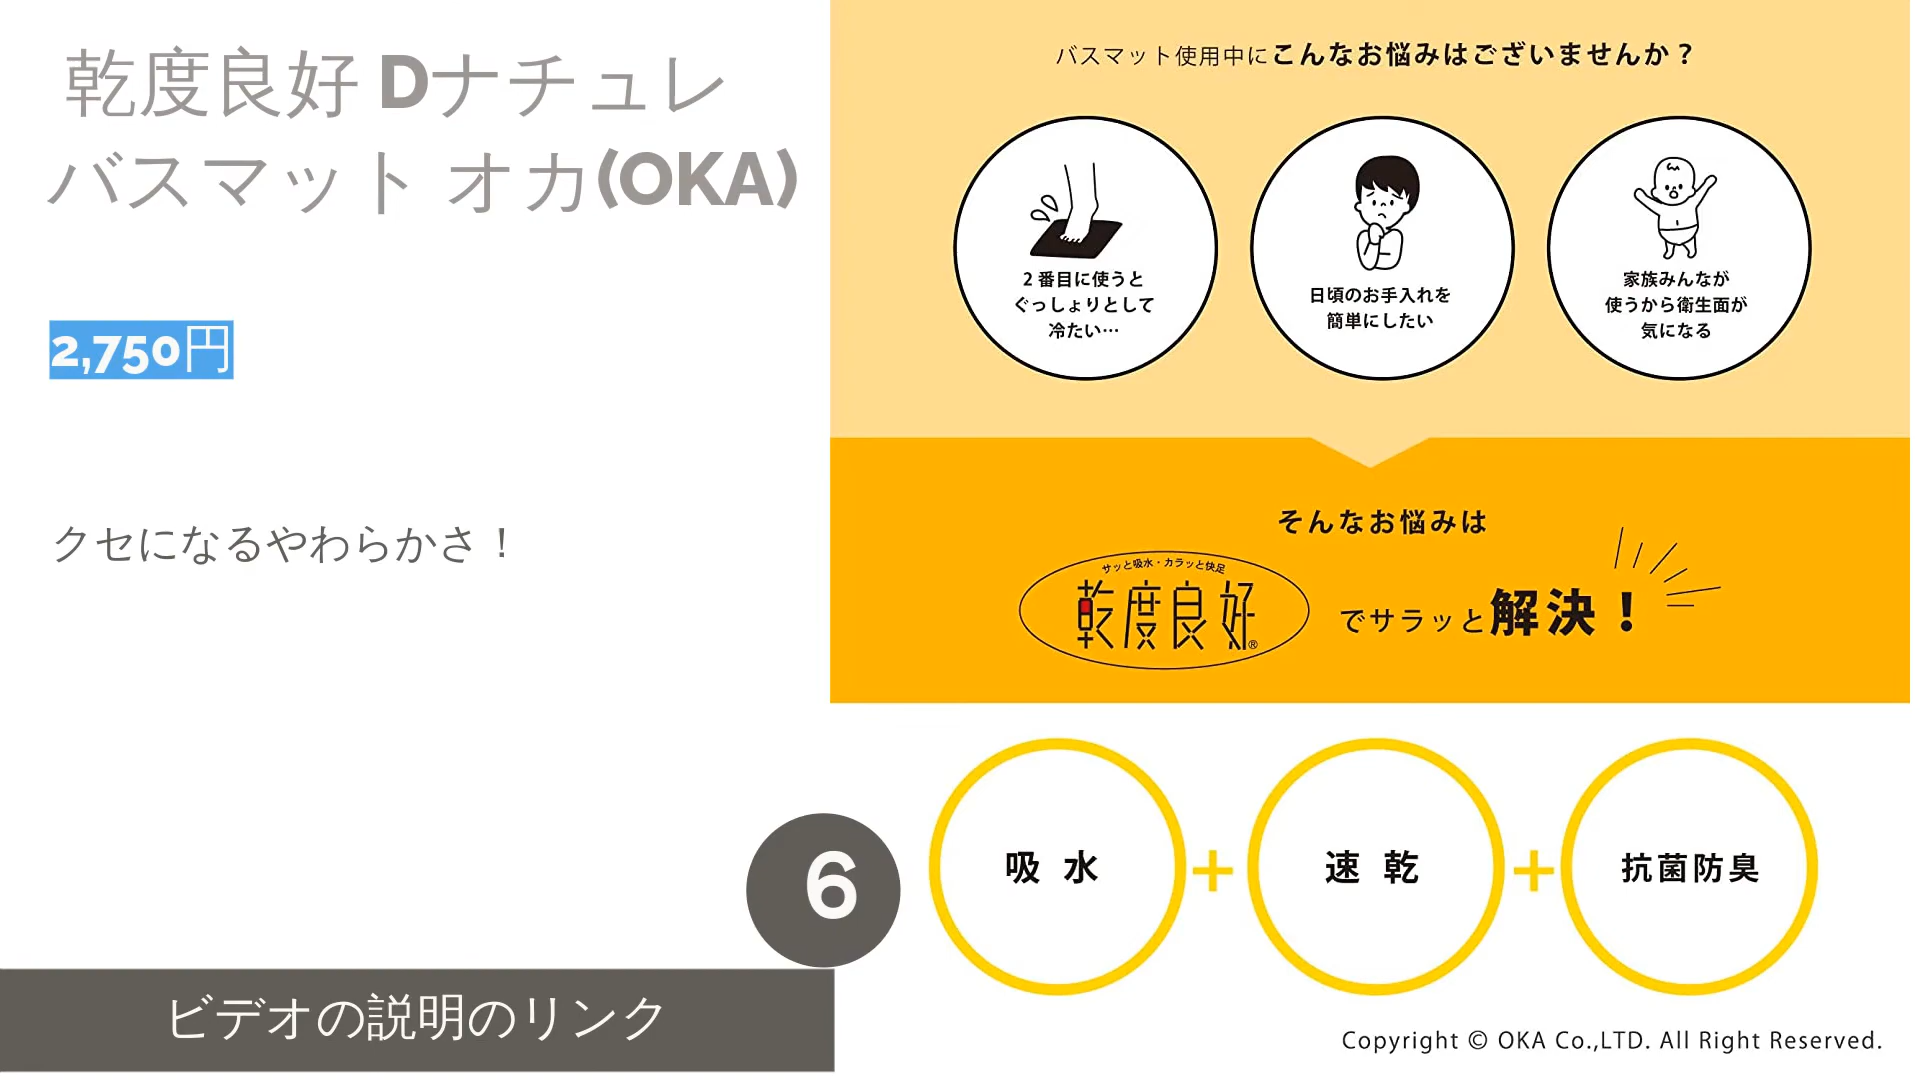 乾度良好 Dナチュレ
バスマット オカ(OKA)
2,750円
クセになるやわらかさ！
ビデオの説明のリンク
6
バスマット使用中にこんなお悩みはございませんか？
2番目に使うと
ぐっしょりとして
冷たい…
日頃のお手入れを
簡単にしたい
家族みんなが
使うから衛生面が
気になる
そんなお悩みは
サッと吸水・カラッと快足
乾度良好®
でサラッと解決！
吸水 + 速乾 + 抗菌防臭
Copyright © OKA Co.,LTD. All Right Reserved.